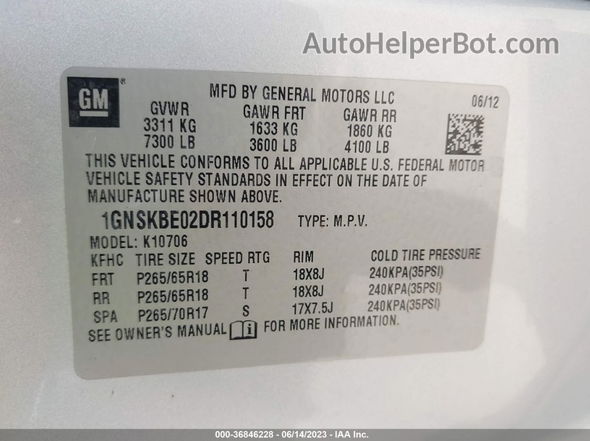 AutoHelperBot.com
GM ®
MFD BY GENERAL MOTORS LLC 06/12
GVWR GAWR FRT GAWR RR
3311 KG 1633 KG 1860 KG
7300 LB 3600 LB 4100 LB
THIS VEHICLE CONFORMS TO ALL APPLICABLE U.S. FEDERAL MOTOR
VEHICLE SAFETY STANDARDS IN EFFECT ON THE DATE OF
MANUFACTURE SHOWN ABOVE.
1GNSKBE02DR110158 TYPE: M.P.V.
MODEL: K10706
KFHC TIRE SIZE SPEED RTG RIM COLD TIRE PRESSURE
FRT P265/65R18 T 18X8J 240KPA(35PSI)
RR P265/65R18 T 18X8J 240KPA(35PSI)
SPA P265/70R17 S 17X7.5J 240KPA(35PSI)
SEE OWNER'S MANUAL i FOR MORE INFORMATION.
000-36846228 - 06/14/2023 - IAA Inc.